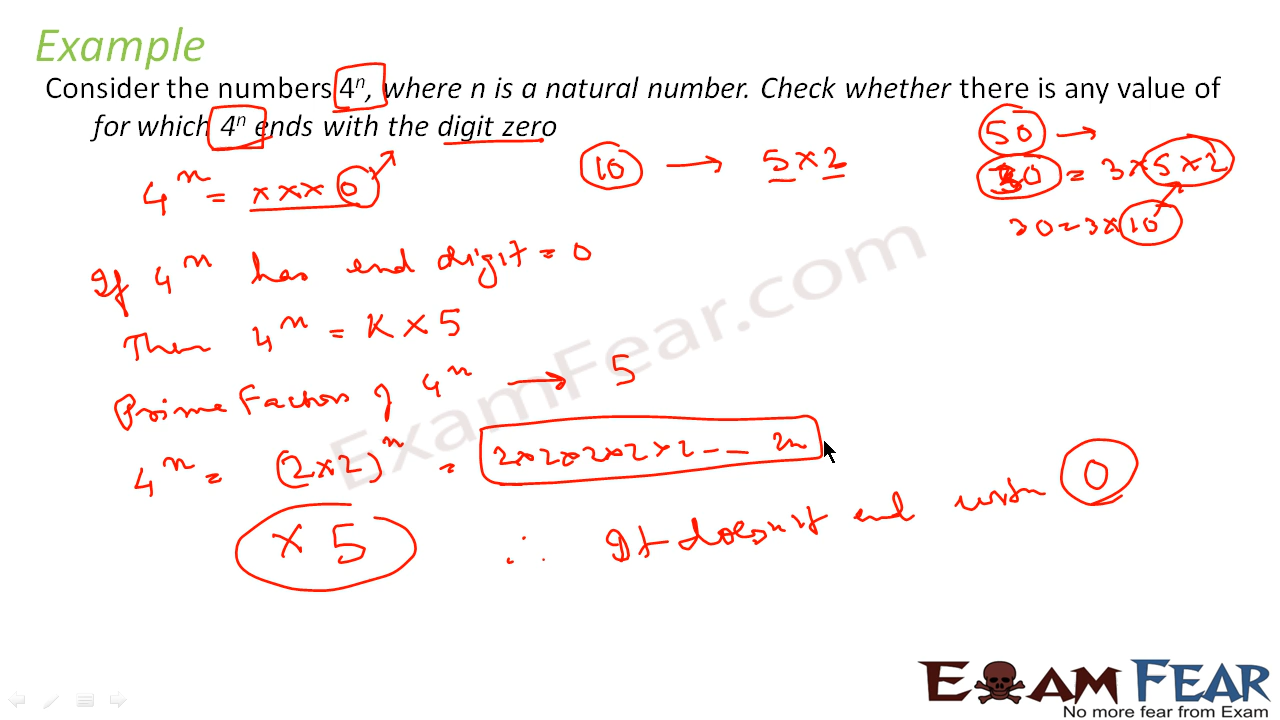 Example
Consider the numbers 4ⁿ, where n is a natural number. Check whether there is any value of
for which 4ⁿ ends with the digit zero
50 →
10 → 5 × 2
30 = 3 × 5 × 2
4ⁿ = x x x 0
30 = 3 × 10
If 4ⁿ has end digit = 0
Then 4ⁿ = K × 5
Prime Factors of 4ⁿ → 5
4ⁿ = (2×2)ⁿ = 2×2×2×2×2 -- 2n
× 5
∴ It doesn't end with 0
ExamFear.com
EXAM FEAR
No more fear from Exam